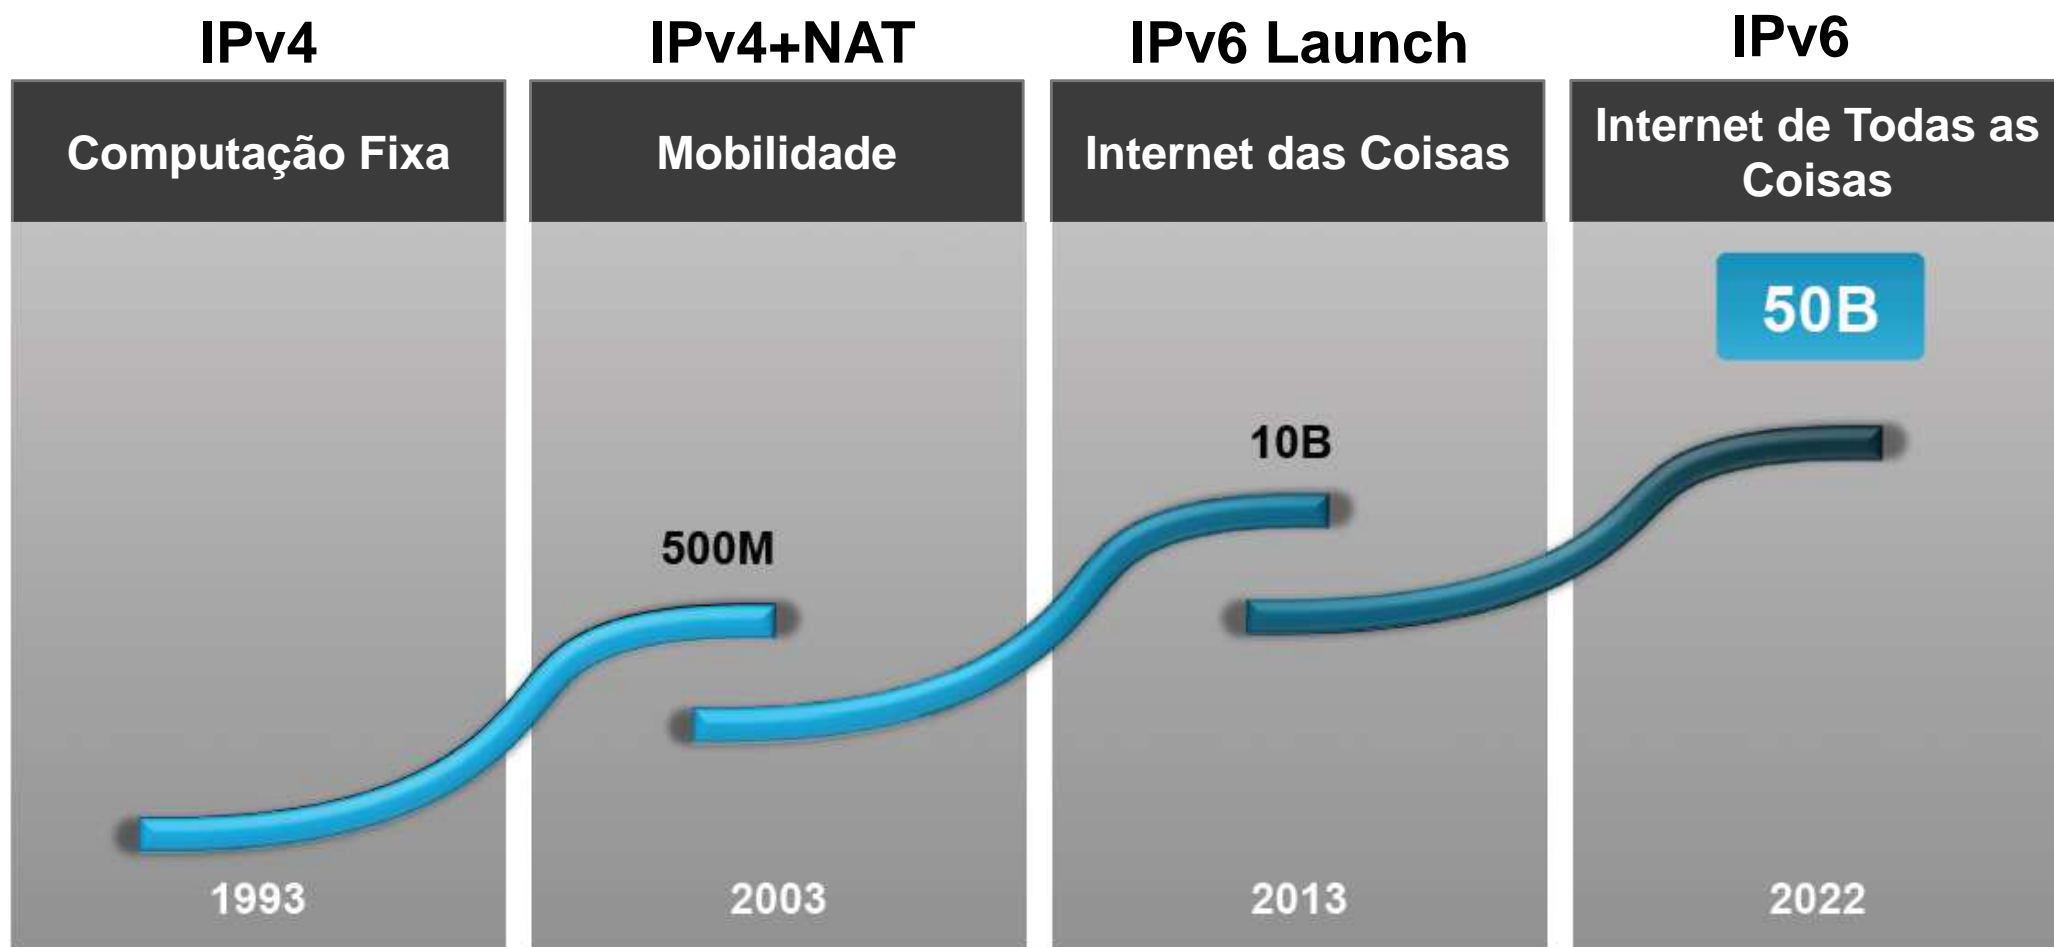 IPv4
IPv4+NAT
IPv6 Launch
IPv6
Computação Fixa
Mobilidade
Internet das Coisas
Internet de Todas as
Coisas
50B
10B
500M
1993
2003
2013
2022